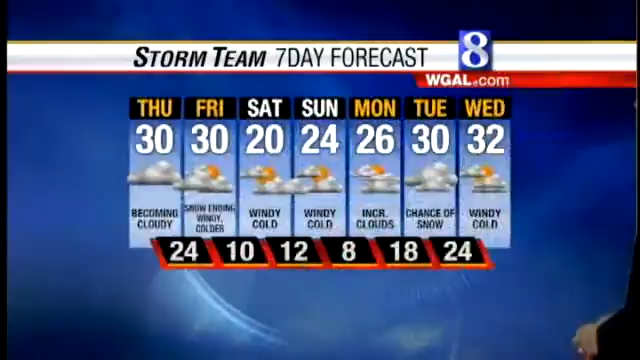 STORM TEAM 7DAY FORECAST 8
WGAL.com
THU FRI SAT SUN MON TUE WED
30 30 20 24 26 30 32
BECOMING CLOUDY
SNOW ENDING WINDY, COLDER
WINDY COLD
WINDY COLD
INCR. CLOUDS
CHANCE OF SNOW
WINDY COLD
24 10 12 8 18 24